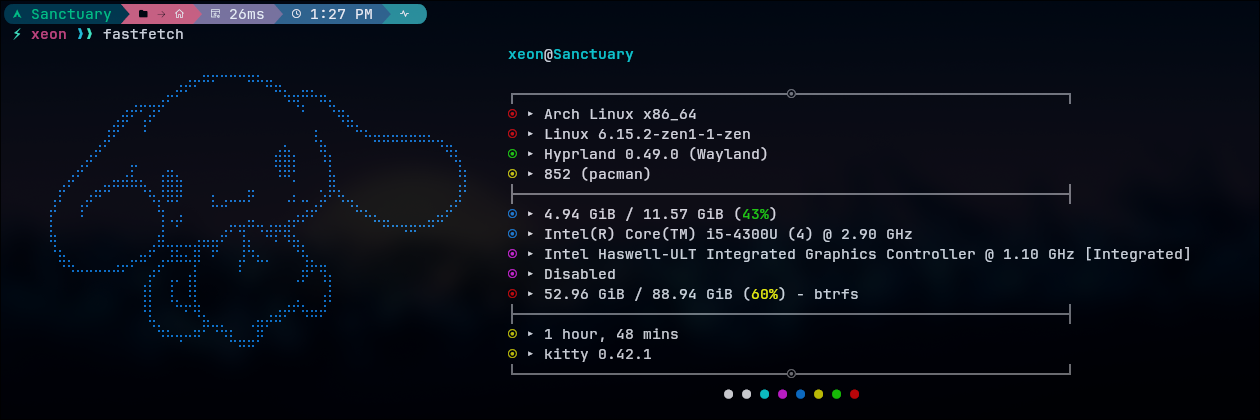 Sanctuary → 26ms 1:27 PM
xeon ❱❱ fastfetch
xeon@Sanctuary
▸ Arch Linux x86_64
▸ Linux 6.15.2-zen1-1-zen
▸ Hyprland 0.49.0 (Wayland)
▸ 852 (pacman)
▸ 4.94 GiB / 11.57 GiB (43%)
▸ Intel(R) Core(TM) i5-4300U (4) @ 2.90 GHz
▸ Intel Haswell-ULT Integrated Graphics Controller @ 1.10 GHz [Integrated]
▸ Disabled
▸ 52.96 GiB / 88.94 GiB (60%) - btrfs
▸ 1 hour, 48 mins
▸ kitty 0.42.1